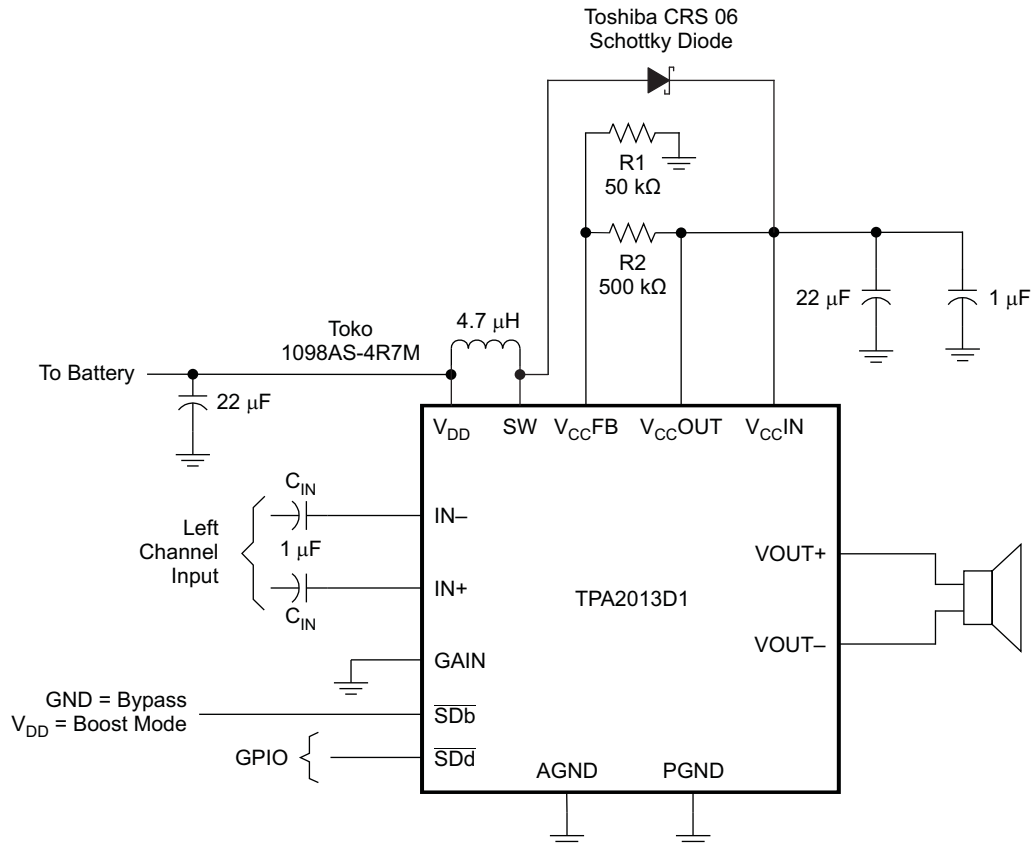 Toshiba CRS 06
Schottky Diode
R1
50 kΩ
R2
500 kΩ
22 μF
1 μF
4.7 μH
Toko
1098AS-4R7M
To Battery
22 μF
VDD
SW
VCCFB
VCCOUT
VCCIN
CIN
IN–
Left
Channel
Input
1 μF
IN+
CIN
VOUT+
TPA2013D1
VOUT–
GAIN
GND = Bypass
VDD = Boost Mode
SDb
GPIO
SDd
AGND
PGND